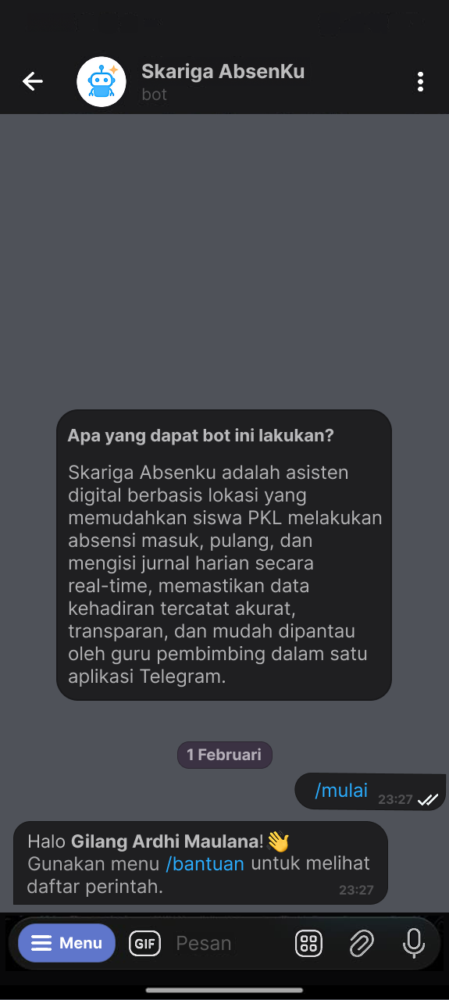 Skariga AbsenKu
bot
Apa yang dapat bot ini lakukan?
Skariga Absenku adalah asisten
digital berbasis lokasi yang
memudahkan siswa PKL melakukan
absensi masuk, pulang, dan
mengisi jurnal harian secara
real-time, memastikan data
kehadiran tercatat akurat,
transparan, dan mudah dipantau
oleh guru pembimbing dalam satu
aplikasi Telegram.
1 Februari
/mulai 23:27
Halo Gilang Ardhi Maulana!👋
Gunakan menu /bantuan untuk melihat
daftar perintah. 23:27
Menu GIF Pesan